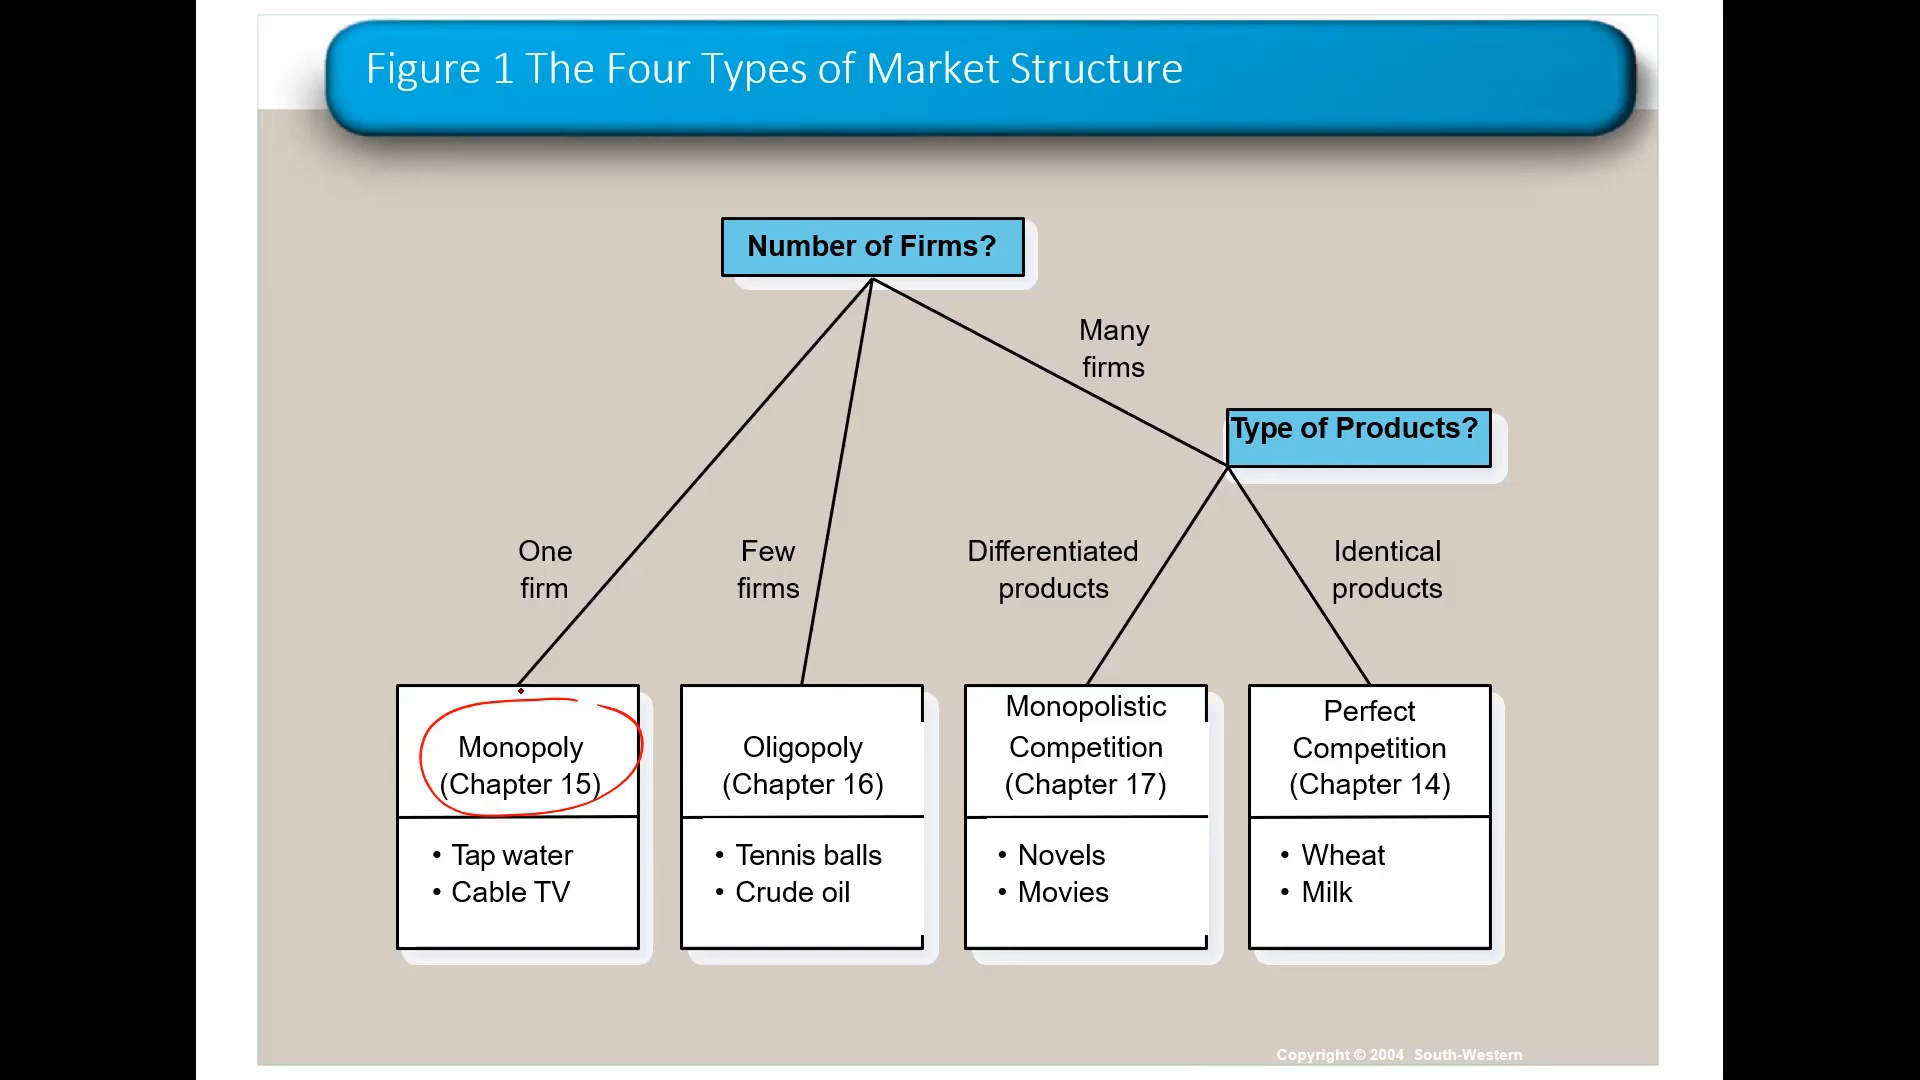 Figure 1 The Four Types of Market Structure
Number of Firms?
Many
firms
Type of Products?
One
firm
Few
firms
Differentiated
products
Identical
products
Monopoly
(Chapter 15)
• Tap water
• Cable TV
Oligopoly
(Chapter 16)
• Tennis balls
• Crude oil
Monopolistic
Competition
(Chapter 17)
• Novels
• Movies
Perfect
Competition
(Chapter 14)
• Wheat
• Milk
Copyright © 2004 South-Western